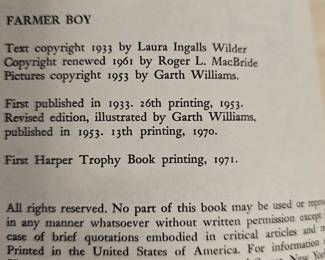 FARMER BOY
Text copyright 1933 by Laura Ingalls Wilder
Copyright renewed 1961 by Roger L. MacBride
Pictures copyright 1953 by Garth Williams.
First published in 1933. 26th printing, 1953.
Revised edition, illustrated by Garth Williams,
published in 1953. 13th printing, 1970.
First Harper Trophy Book printing, 1971.
All rights reserved. No part of this book may be used or
in any manner whatsoever without written permission except
case of brief quotations embodied in critical articles and
Printed in the United States of America. For information
New York